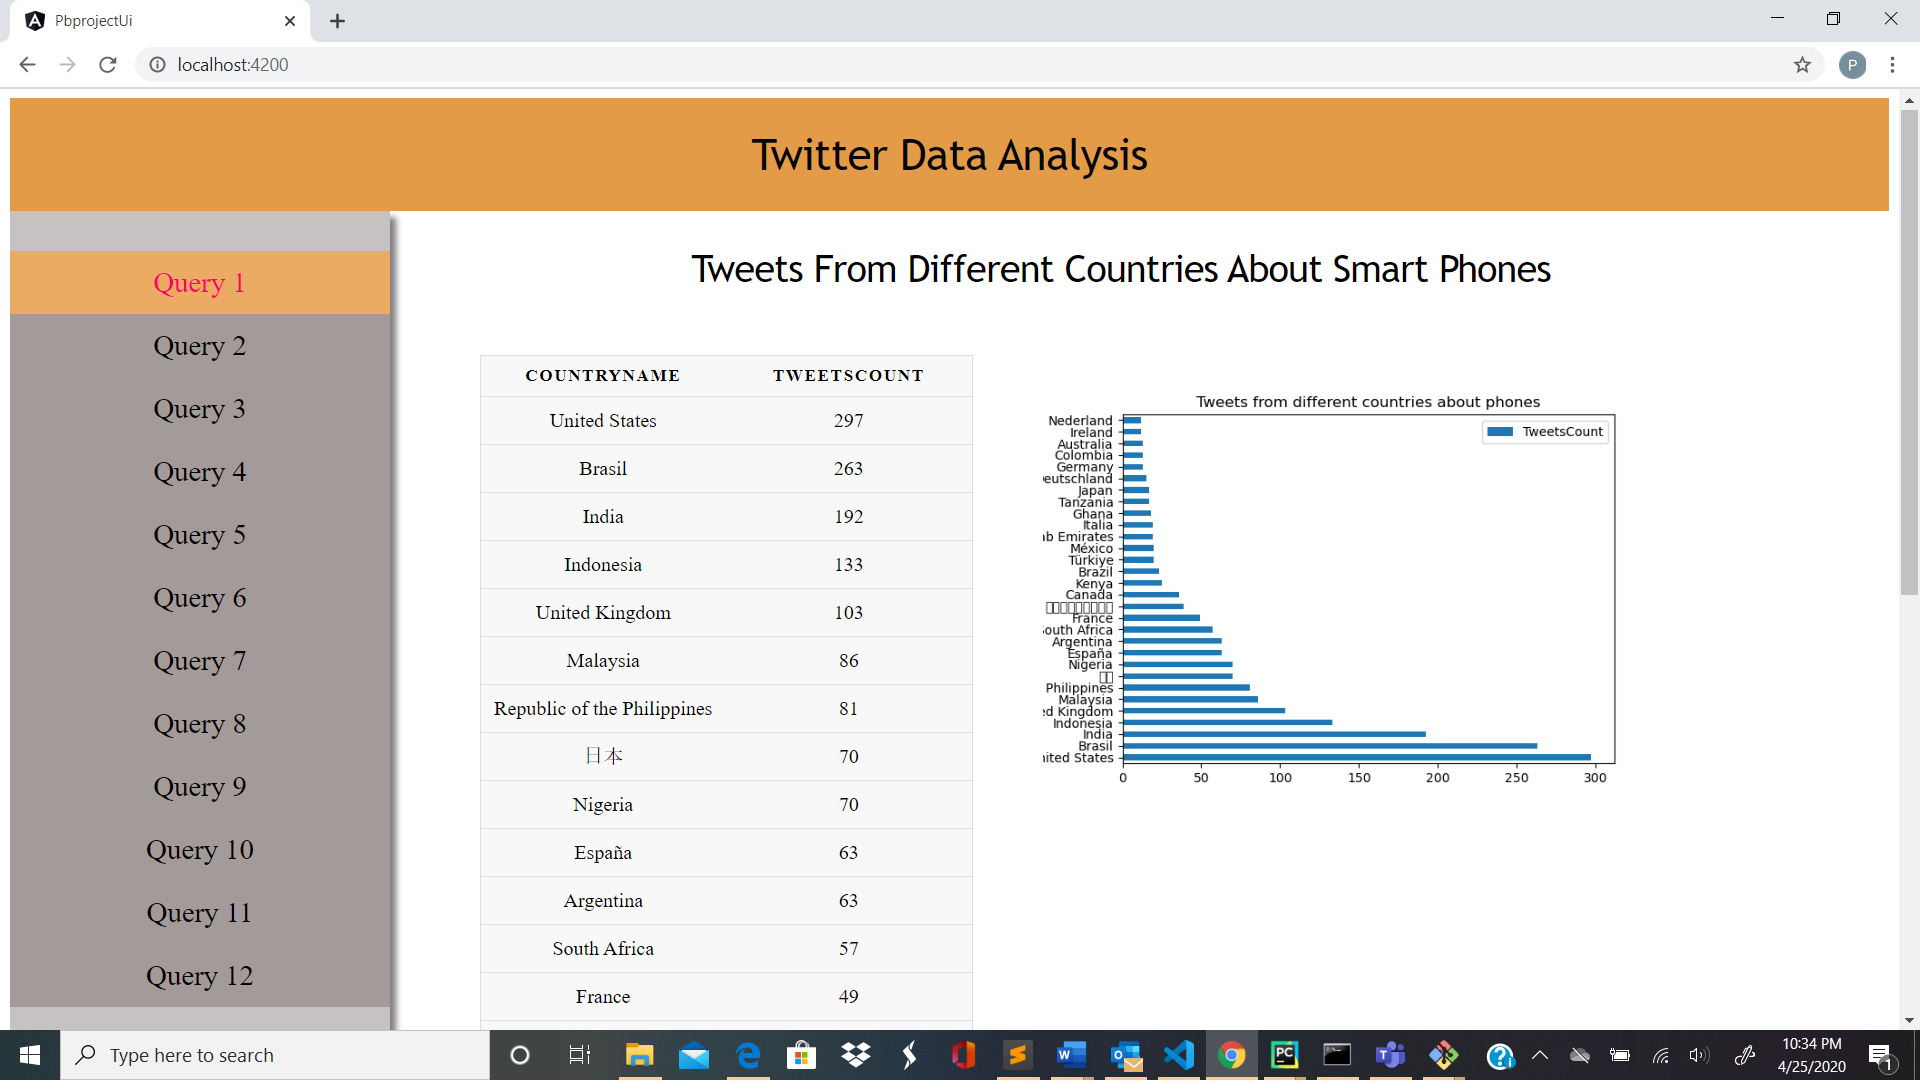 PbprojectUi
localhost:4200
P
Twitter Data Analysis
Query 1
Query 2
Query 3
Query 4
Query 5
Query 6
Query 7
Query 8
Query 9
Query 10
Query 11
Query 12
Tweets From Different Countries About Smart Phones
COUNTRYNAME TWEETSCOUNT
United States 297
Brasil 263
India 192
Indonesia 133
United Kingdom 103
Malaysia 86
Republic of the Philippines 81
日本 70
Nigeria 70
España 63
Argentina 63
South Africa 57
France 49
Tweets from different countries about phones
TweetsCount
Nederland
Ireland
Australia
Colombia
Germany
eutschland
Japan
Tanzania
Ghana
Italia
ab Emirates
México
Türkiye
Brazil
Kenya
Canada
France
South Africa
Argentina
España
Nigeria
Philippines
Malaysia
ed Kingdom
Indonesia
India
Brasil
nited States
0 50 100 150 200 250 300
Type here to search
10:34 PM
4/25/2020
1